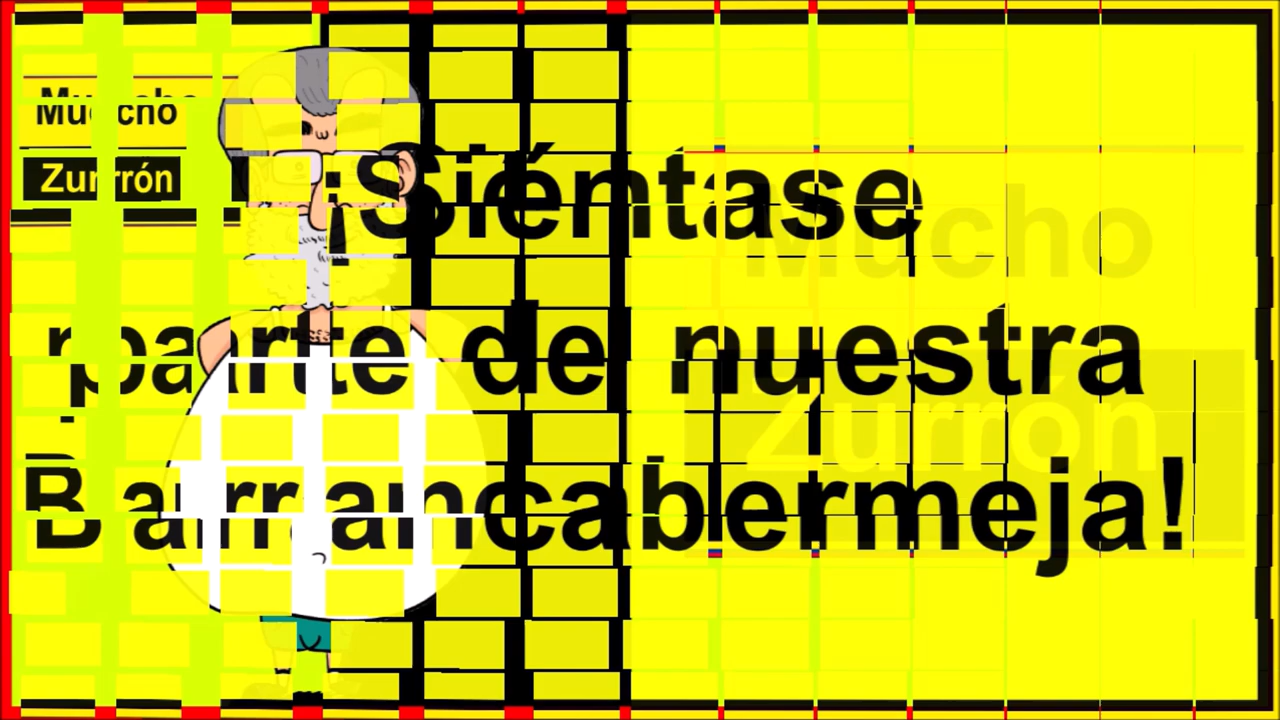 Mucho
Zurrón
¡Siéntase
parte de nuestra
Barrancabermeja!
Mucho
Zurrón